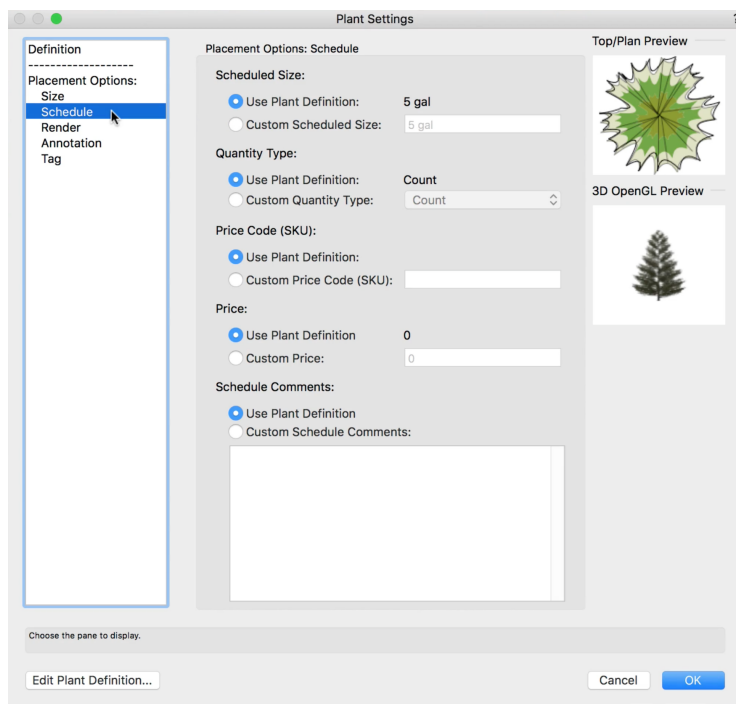 Plant Settings
?
Definition
-------------------
Placement Options:
Size
Schedule
Render
Annotation
Tag
Placement Options: Schedule
Scheduled Size:
Use Plant Definition: 5 gal
Custom Scheduled Size: 5 gal
Quantity Type:
Use Plant Definition: Count
Custom Quantity Type: Count
Price Code (SKU):
Use Plant Definition:
Custom Price Code (SKU):
Price:
Use Plant Definition 0
Custom Price: 0
Schedule Comments:
Use Plant Definition
Custom Schedule Comments:
Top/Plan Preview
3D OpenGL Preview
Choose the pane to display.
Edit Plant Definition... Cancel OK